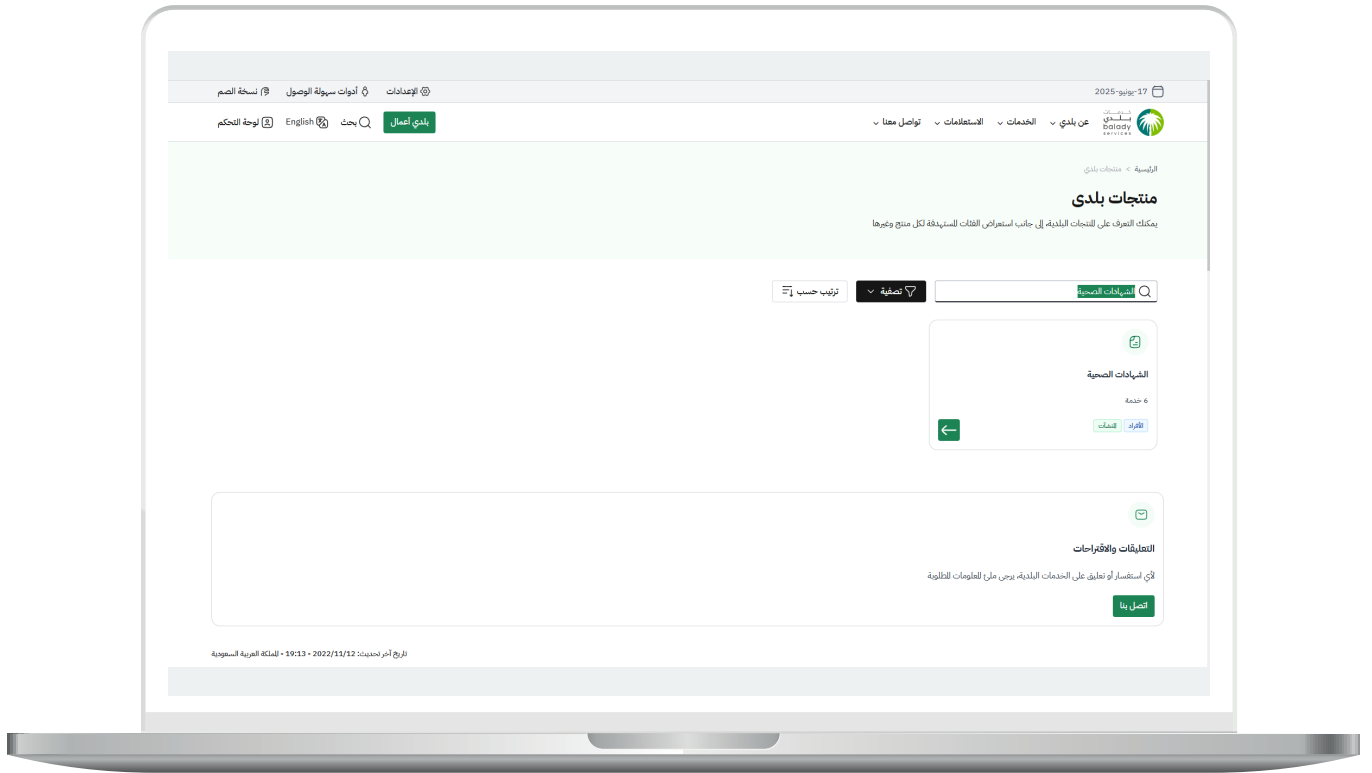 17-يونيو-2025
الإعدادات
أدوات سهولة الوصول
نسخة الصم
خدمات
بلدي
balady
services
عن بلدي
الخدمات
الاستعلامات
تواصل معنا
بلدي أعمال
بحث
English
لوحة التحكم
الرئيسية > منتجات بلدي
منتجات بلدى
يمكنك التعرف على المنتجات البلدية، إلى جانب استعراض الفئات المستهدفة لكل منتج وغيرها
الشهادات الصحية
تصفية
ترتيب حسب
الشهادات الصحية
6 خدمة
الأفراد
المنشآت
التعليقات والاقتراحات
لأي استفسار أو تعليق على الخدمات البلدية، يرجى ملئ المعلومات المطلوبة
اتصل بنا
تاريخ آخر تحديث: 2022/11/12 - 19:13 - المملكة العربية السعودية